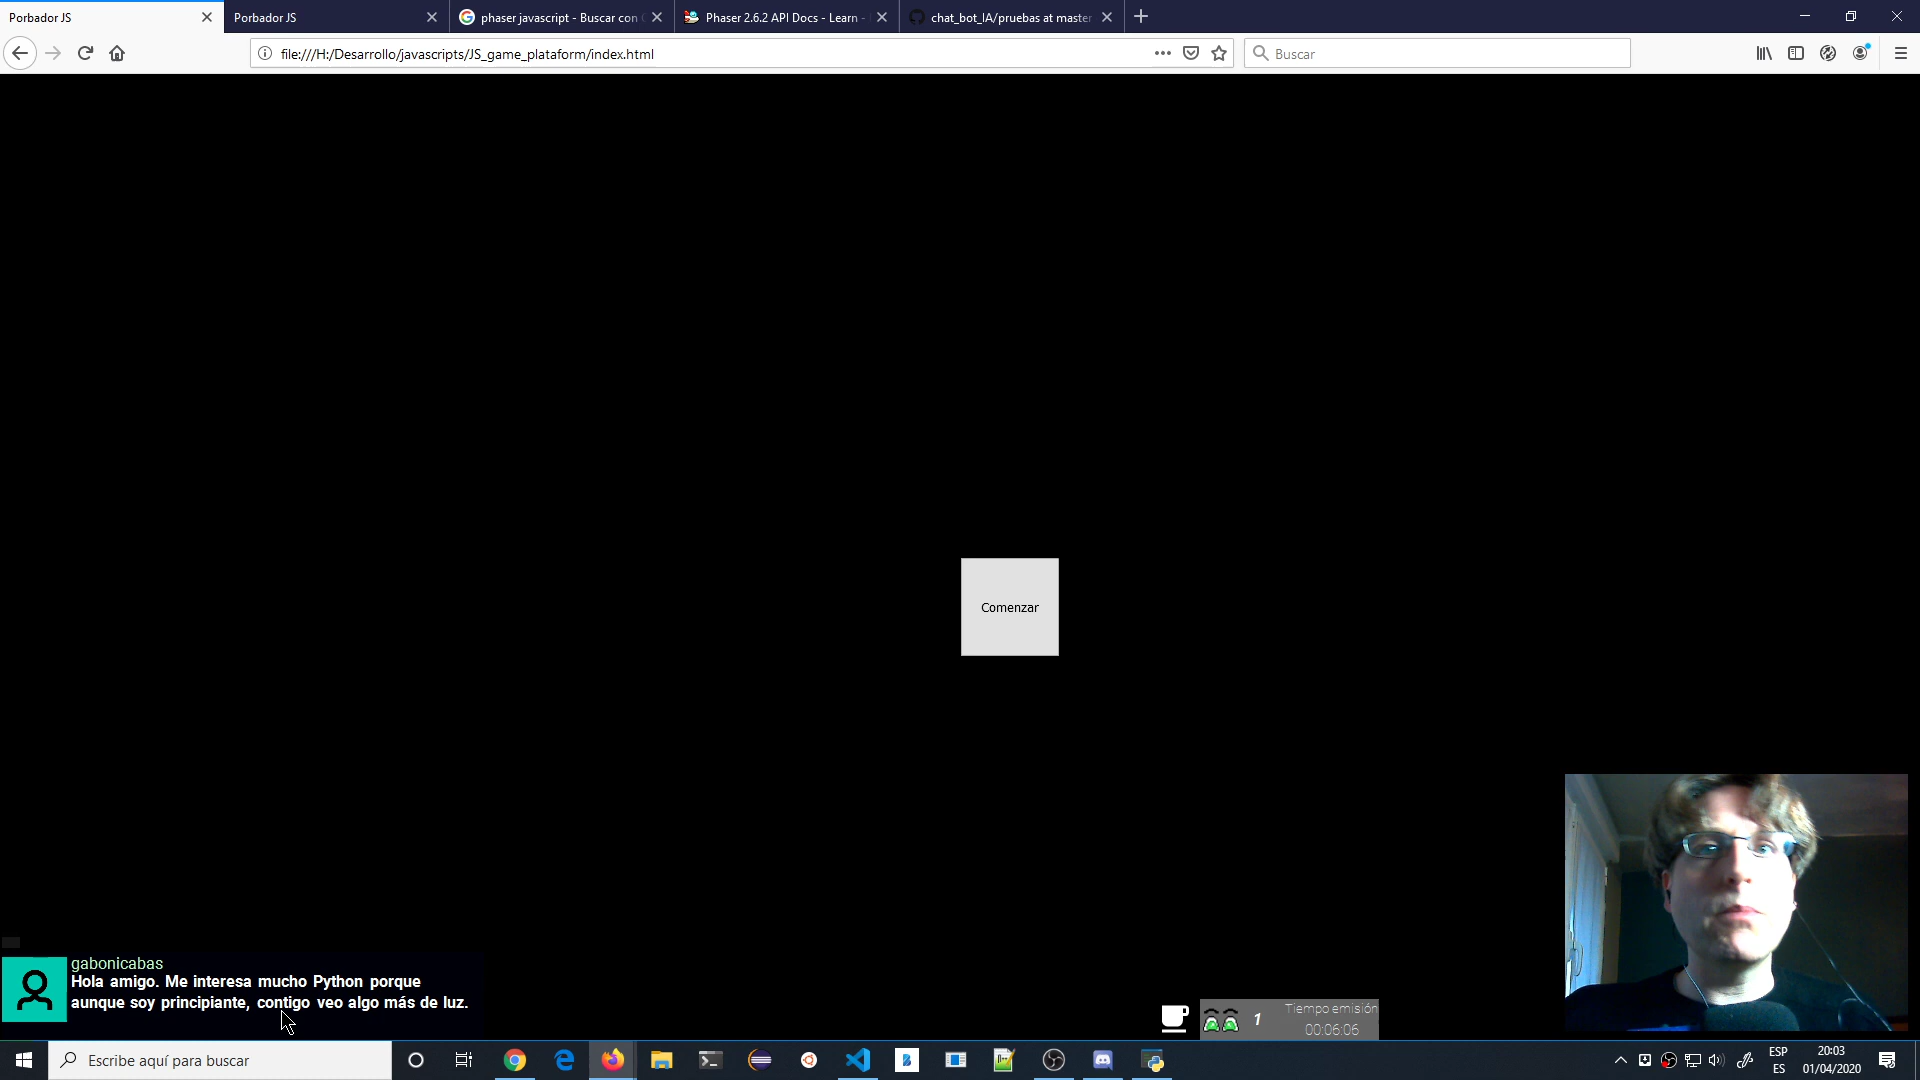 Porbador JS
Porbador JS
phaser javascript - Buscar con
Phaser 2.6.2 API Docs - Learn -
chat_bot_IA/pruebas at master
file:///H:/Desarrollo/javascripts/JS_game_plataform/index.html
Buscar
Comenzar
gabonicabas
Hola amigo. Me interesa mucho Python porque
aunque soy principiante, contigo veo algo más de luz.
1
Tiempo emisión
00:06:06
Escribe aquí para buscar
ESP
ES
20:03
01/04/2020